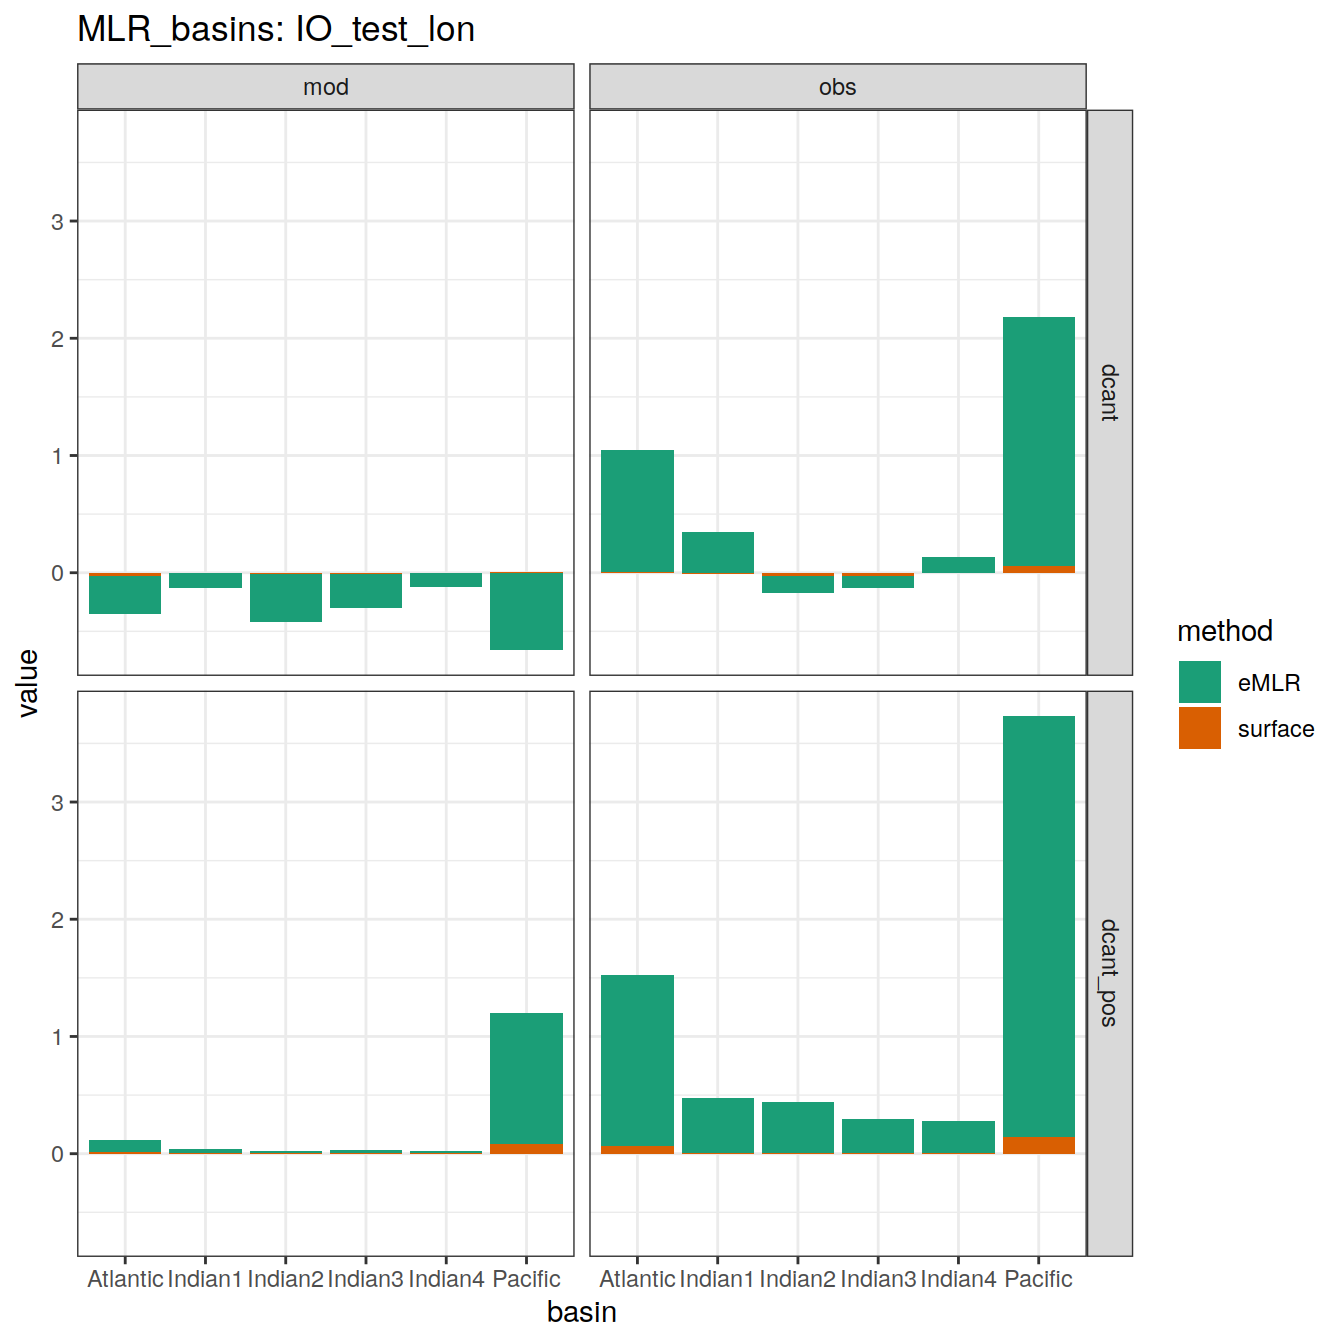 MLR_basins: IO_test_lon
mod
obs
3
2
1
0
dcant
3
2
1
0
dcant_pos
value
Atlantic Indian1 Indian2 Indian3 Indian4 Pacific
Atlantic Indian1 Indian2 Indian3 Indian4 Pacific
basin
method
eMLR
surface